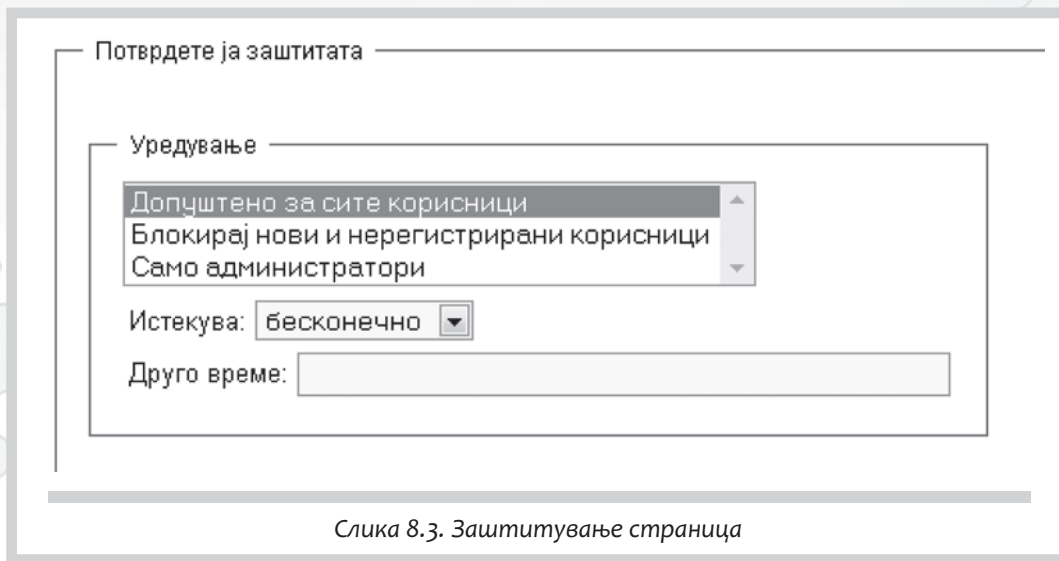 Потврдете ја заштитата
Уредување
Допуштено за сите корисници
Блокирај нови и нерегистрирани корисници
Само администратори
Истекува: бесконечно
Друго време:
Слика 8.3. Заштитување страница